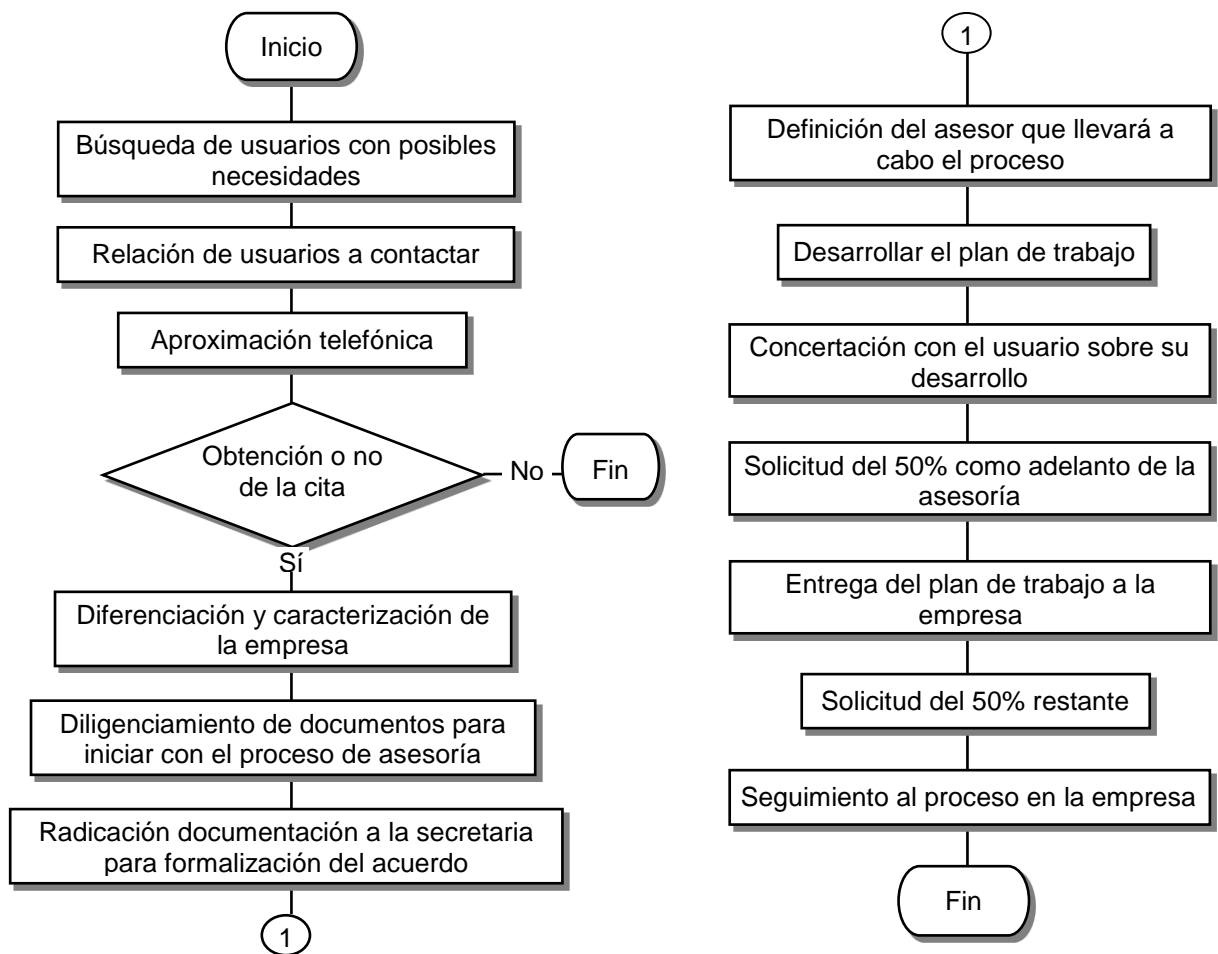 Inicio
Búsqueda de usuarios con posibles
necesidades
Relación de usuarios a contactar
Aproximación telefónica
Obtención o no
de la cita
No
Fin
Sí
Diferenciación y caracterización de
la empresa
Diligenciamiento de documentos para
iniciar con el proceso de asesoría
Radicación documentación a la secretaria
para formalización del acuerdo
1
1
Definición del asesor que llevará a
cabo el proceso
Desarrollar el plan de trabajo
Concertación con el usuario sobre su
desarrollo
Solicitud del 50% como adelanto de la
asesoría
Entrega del plan de trabajo a la
empresa
Solicitud del 50% restante
Seguimiento al proceso en la empresa
Fin